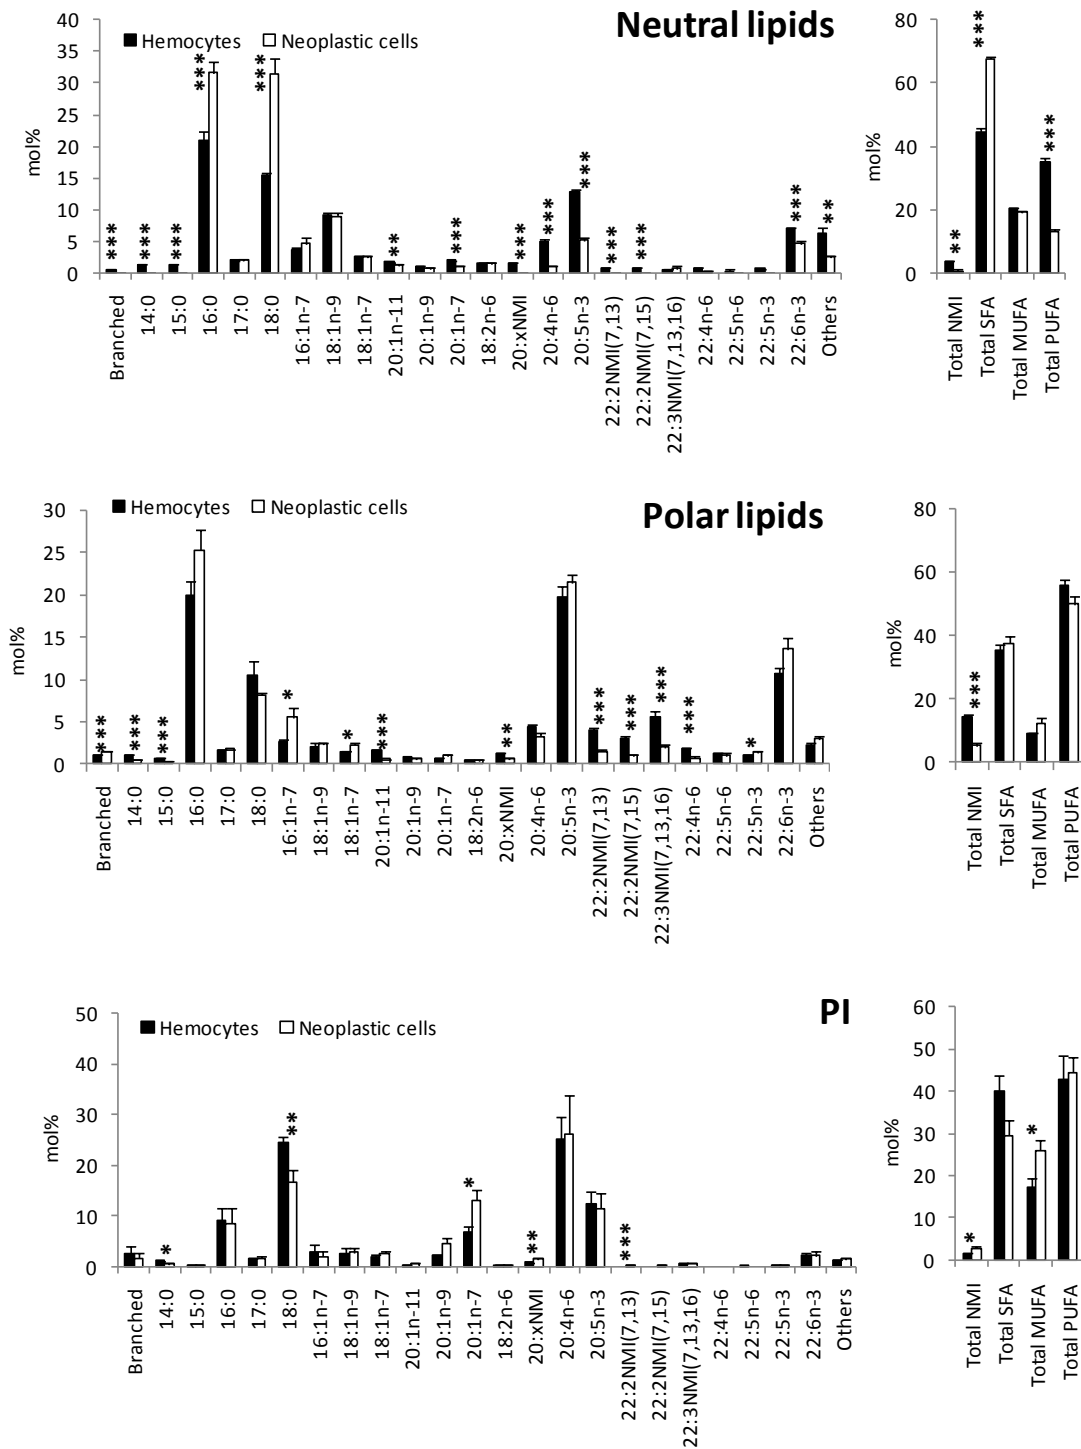 Neutral lipids
Hemocytes Neoplastic cells
mol%
40
35
30
25
20
15
10
5
0
*** *** *** *** *** ** *** *** *** *** *** *** *** **
Branched
14:0
15:0
16:0
17:0
18:0
16:1n-7
18:1n-9
18:1n-7
20:1n-11
20:1n-9
20:1n-7
18:2n-6
20:xNMI
20:4n-6
20:5n-3
22:2NMI(7,13)
22:2NMI(7,15)
22:3NMI(7,13,16)
22:4n-6
22:5n-6
22:5n-3
22:6n-3
Others
mol%
80
60
40
20
0
** *** ***
Total NMI
Total SFA
Total MUFA
Total PUFA
Polar lipids
Hemocytes Neoplastic cells
mol%
30
25
20
15
10
5
0
*** *** *** * * *** ** *** *** *** *** *
Branched
14:0
15:0
16:0
17:0
18:0
16:1n-7
18:1n-9
18:1n-7
20:1n-11
20:1n-9
20:1n-7
18:2n-6
20:xNMI
20:4n-6
20:5n-3
22:2NMI(7,13)
22:2NMI(7,15)
22:3NMI(7,13,16)
22:4n-6
22:5n-6
22:5n-3
22:6n-3
Others
mol%
80
60
40
20
0
***
Total NMI
Total SFA
Total MUFA
Total PUFA
PI
Hemocytes Neoplastic cells
mol%
50
40
30
20
10
0
* ** * ** ***
Branched
14:0
15:0
16:0
17:0
18:0
16:1n-7
18:1n-9
18:1n-7
20:1n-11
20:1n-9
20:1n-7
18:2n-6
20:xNMI
20:4n-6
20:5n-3
22:2NMI(7,13)
22:2NMI(7,15)
22:3NMI(7,13,16)
22:4n-6
22:5n-6
22:5n-3
22:6n-3
Others
mol%
60
50
40
30
20
10
0
* *
Total NMI
Total SFA
Total MUFA
Total PUFA